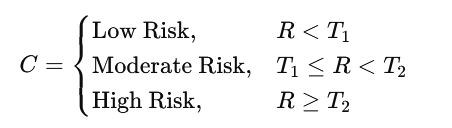 C = { Low Risk, R < T₁
Moderate Risk, T₁ ≤ R < T₂
High Risk, R ≥ T₂